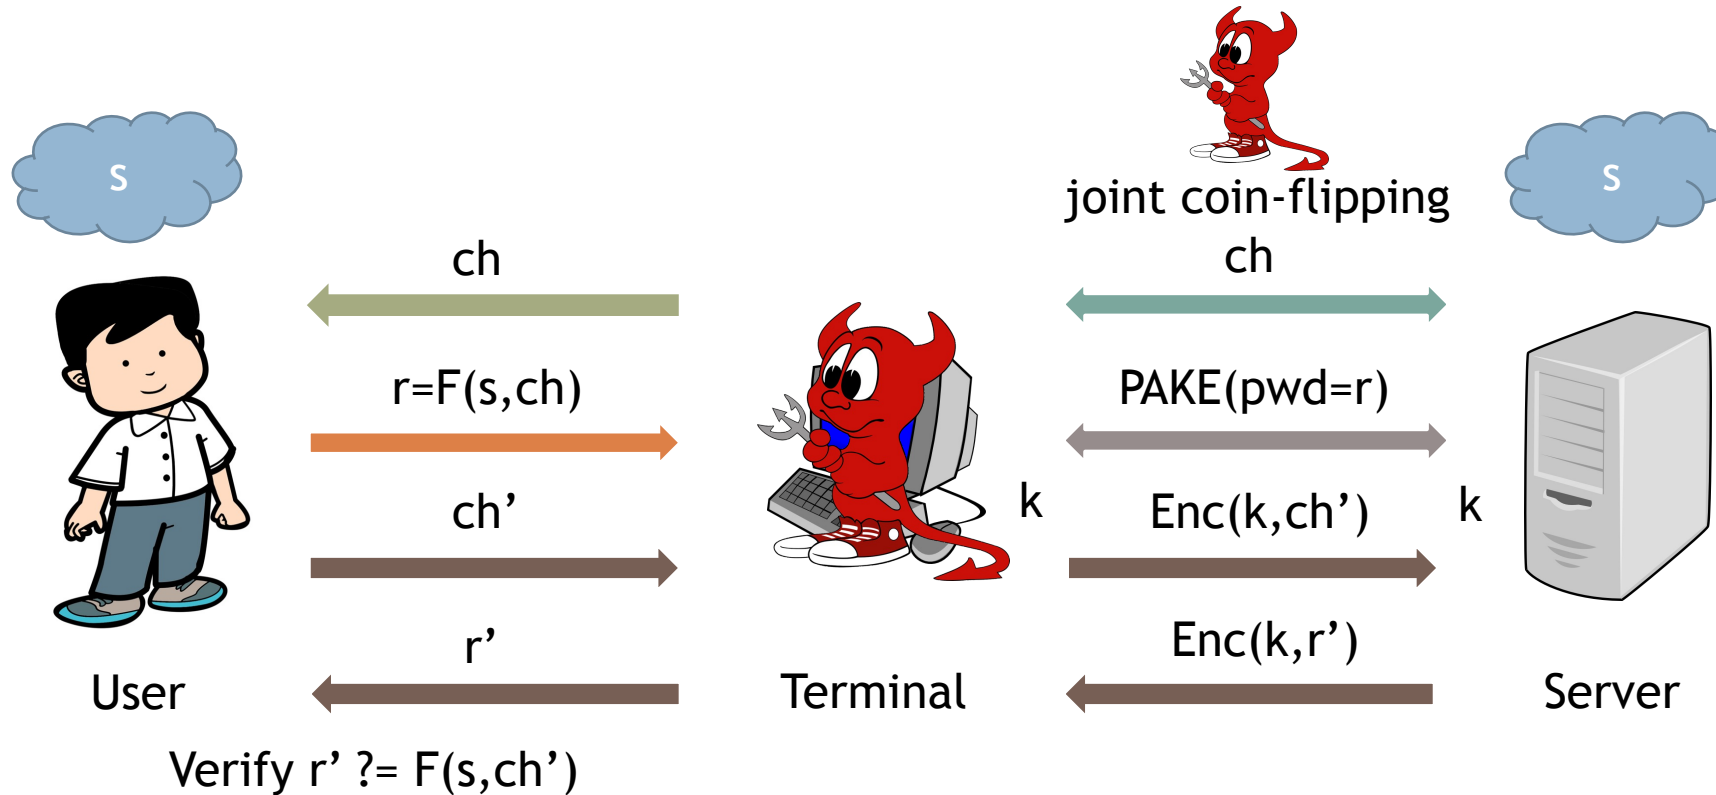 s
joint coin-flipping
s
ch
ch
r=F(s,ch)
PAKE(pwd=r)
ch’
k
Enc(k,ch’)
k
r’
Enc(k,r’)
User
Terminal
Server
Verify r’ ?= F(s,ch’)